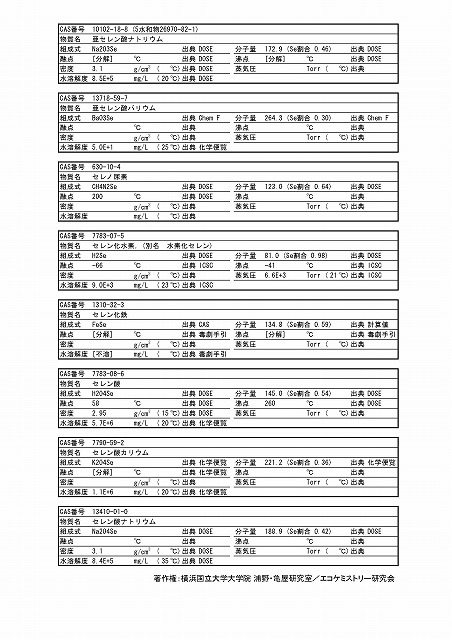 CAS番号 10102-18-8 (5水和物26970-82-1)
物質名 亜セレン酸ナトリウム
組成式 Na2O3Se 出典 DOSE 分子量 172.9 (Se割合 0.46) 出典 DOSE
融点 [分解] ℃ 出典 DOSE 沸点 [分解] ℃ 出典 DOSE
密度 3.1 g/cm3 ( ℃) 出典 DOSE 蒸気圧 Torr ( ℃) 出典
水溶解度 8.5E+5 mg/L (20℃) 出典 DOSE
CAS番号 13718-59-7
物質名 亜セレン酸バリウム
組成式 BaO3Se 出典 Chem F 分子量 264.3 (Se割合 0.30) 出典 Chem F
融点 ℃ 出典 沸点 ℃ 出典
密度 g/cm3 ( ℃) 出典 蒸気圧 Torr ( ℃) 出典
水溶解度 5.0E+1 mg/L (25℃) 出典 化学便覧
CAS番号 630-10-4
物質名 セレノ尿素
組成式 CH4N2Se 出典 DOSE 分子量 123.0 (Se割合 0.64) 出典 DOSE
融点 200 ℃ 出典 DOSE 沸点 ℃ 出典
密度 g/cm3 ( ℃) 出典 蒸気圧 Torr ( ℃) 出典
水溶解度 mg/L ( ℃) 出典
CAS番号 7783-07-5
物質名 セレン化水素, (別名 水素化セレン)
組成式 H2Se 出典 DOSE 分子量 81.0 (Se割合 0.98) 出典 DOSE
融点 -66 ℃ 出典 ICSC 沸点 -41 ℃ 出典 ICSC
密度 g/cm3 ( ℃) 出典 蒸気圧 6.6E+3 Torr (21℃) 出典 ICSC
水溶解度 9.0E+3 mg/L (23℃) 出典 ICSC
CAS番号 1310-32-3
物質名 セレン化鉄
組成式 FeSe 出典 CAS 分子量 134.8 (Se割合 0.59) 出典 計算値
融点 [分解] ℃ 出典 毒劇手引 沸点 [分解] ℃ 出典 毒劇手引
密度 g/cm3 ( ℃) 出典 蒸気圧 Torr ( ℃) 出典
水溶解度 [不溶] mg/L ( ℃) 出典 毒劇手引
CAS番号 7783-08-6
物質名 セレン酸
組成式 H2O4Se 出典 DOSE 分子量 145.0 (Se割合 0.54) 出典 DOSE
融点 58 ℃ 出典 DOSE 沸点 260 ℃ 出典 DOSE
密度 2.95 g/cm3 (15℃) 出典 DOSE 蒸気圧 Torr ( ℃) 出典
水溶解度 5.7E+6 mg/L (20℃) 出典 化学便覧
CAS番号 7790-59-2
物質名 セレン酸カリウム
組成式 K2O4Se 出典 化学便覧 分子量 221.2 (Se割合 0.36) 出典 化学便覧
融点 [分解] ℃ 出典 化学便覧 沸点 ℃ 出典
密度 g/cm3 ( ℃) 出典 蒸気圧 Torr ( ℃) 出典
水溶解度 1.1E+6 mg/L (20℃) 出典 化学便覧
CAS番号 13410-01-0
物質名 セレン酸ナトリウム
組成式 Na2O4Se 出典 DOSE 分子量 188.9 (Se割合 0.42) 出典 DOSE
融点 ℃ 出典 沸点 ℃ 出典
密度 3.1 g/cm3 ( ℃) 出典 DOSE 蒸気圧 Torr ( ℃) 出典
水溶解度 8.4E+5 mg/L (35℃) 出典 DOSE
著作権:横浜国立大学大学院 浦野・亀屋研究室/エコケミストリー研究会